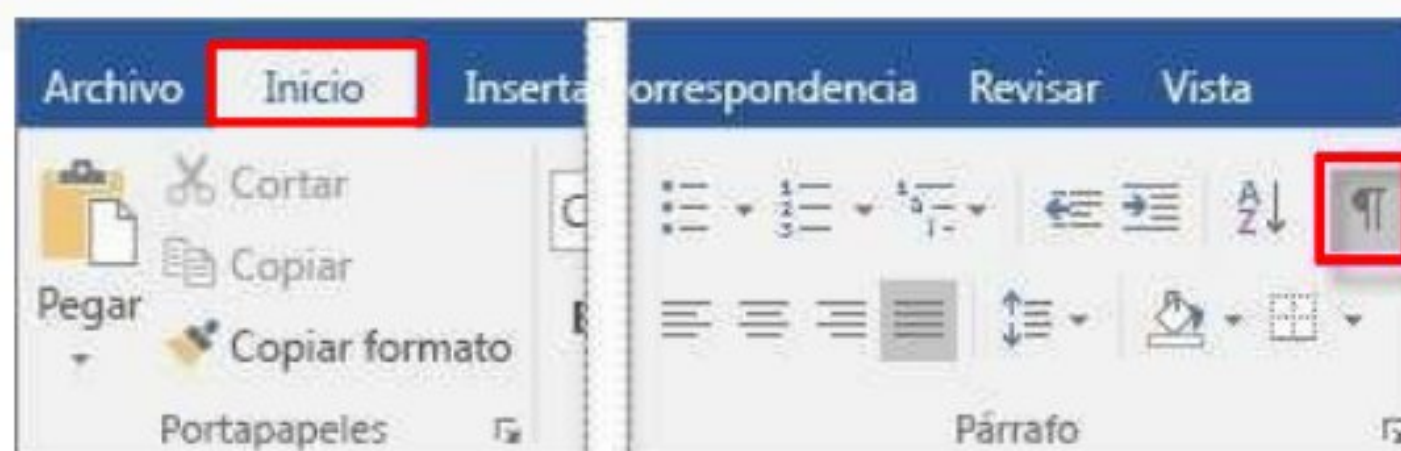 Archivo Inicio Inserta orrespondencia Revisar Vista
Cortar
Copiar
Pegar
Copiar formato
Portapapeles Párrafo